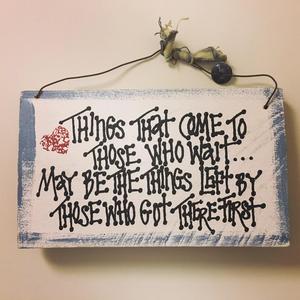 THINGS THAT COME TO
THOSE WHO WAIT...
MAY BE THE THINGS LEFT BY
THOSE WHO GOT THERE FIRST